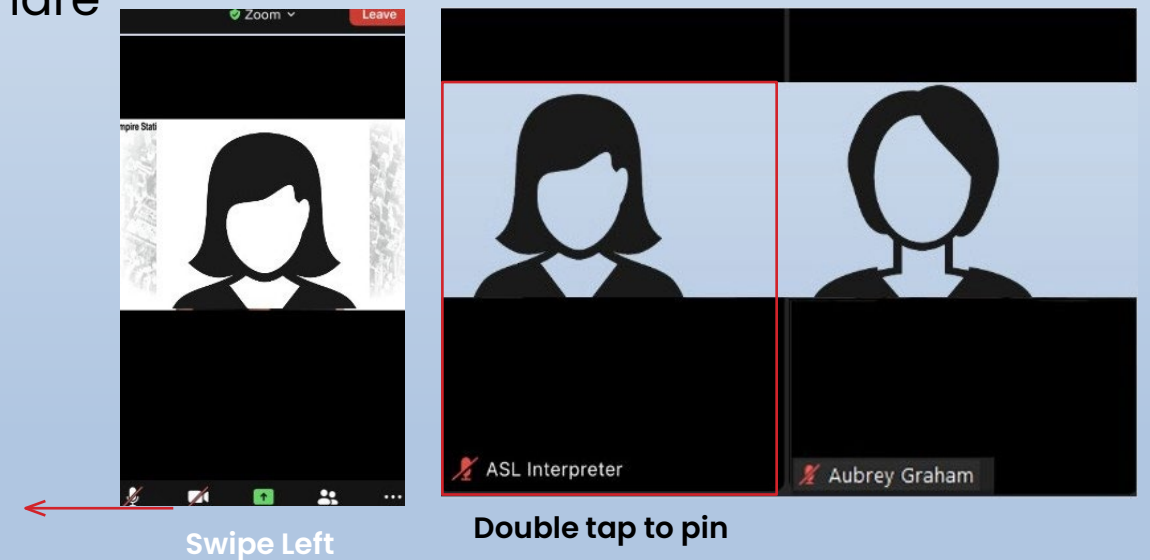 Zoom
Leave
ASL Interpreter
Aubrey Graham
Swipe Left
Double tap to pin